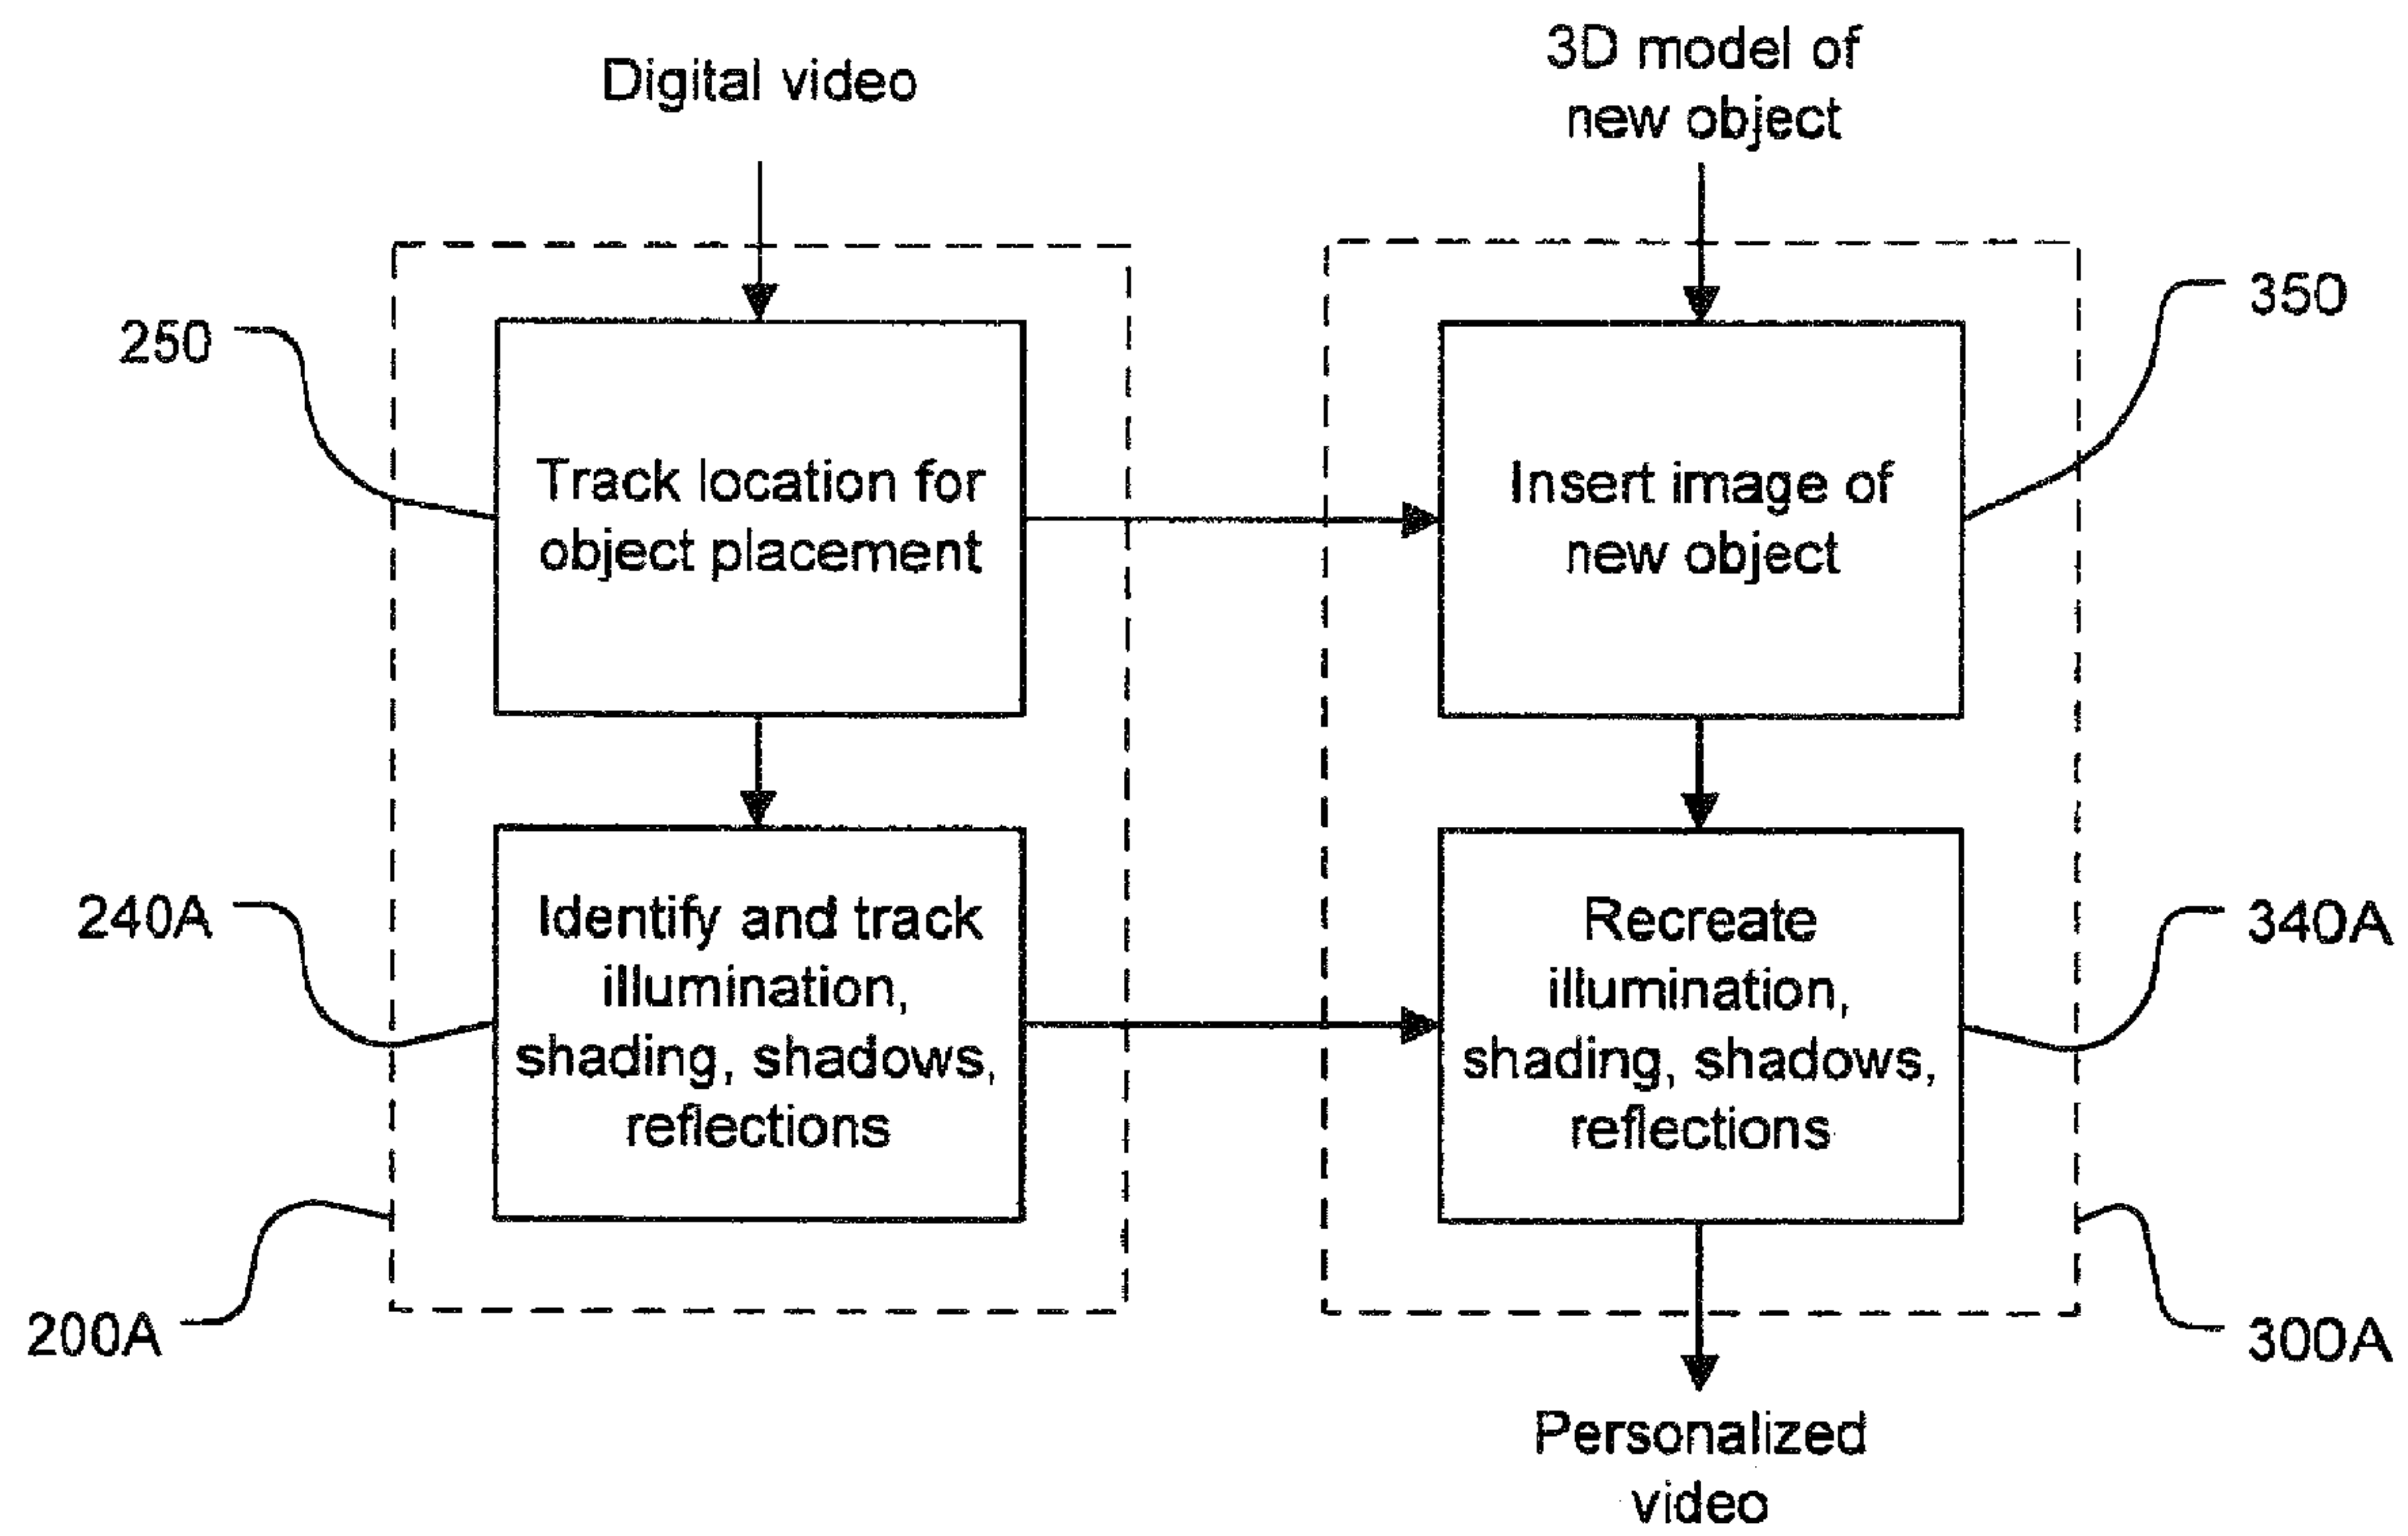 Digital video
3D model of
new object
250
350
Track location for
object placement
Insert image of
new object
240A
340A
Identify and track
illumination,
shading, shadows,
reflections
Recreate
illumination,
shading, shadows,
reflections
200A
300A
Personalized
video